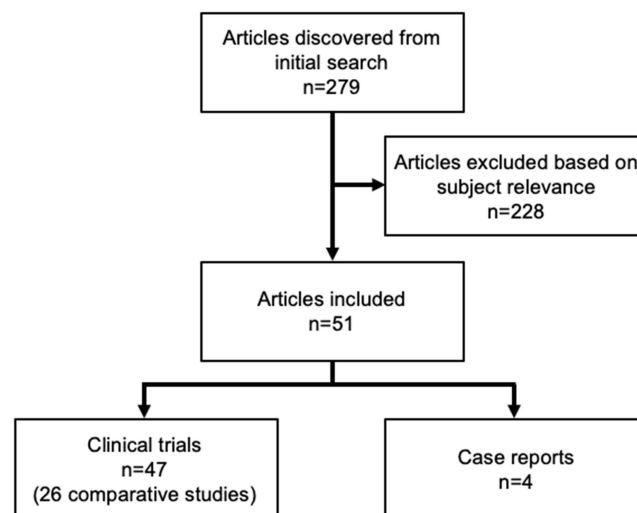 Articles discovered from
initial search
n=279
Articles excluded based on
subject relevance
n=228
Articles included
n=51
Clinical trials
n=47
(26 comparative studies)
Case reports
n=4